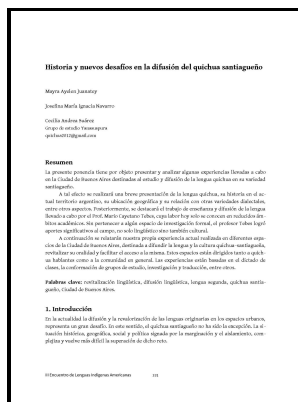 Historia y nuevos desafíos en la difusión del quichua santiagueño
Mayra Ayelen Juanatey
Joselina María Ignacia Navarro
Cecilia Andrea Suárez
Grupo de estudio Yanasapura
quichua2012@gmail.com
Resumen
La presente ponencia tiene por objeto presentar y analizar algunas experiencias llevadas a cabo
en la Ciudad de Buenos Aires destinadas al estudio y difusión de la lengua quichua en su variedad
santiagueña.
A tal efecto se realizará una breve presentación de la lengua quichua, su historia en el ac-
tual territorio argentino, su ubicación geográfica y su relación con otras variedades dialectales,
entre otros aspectos. Posteriormente, se destacará el trabajo de enseñanza y difusión de la lengua
llevado a cabo por el Prof. Mario Cayetano Tebes, cuya labor hoy solo se conocen en reducidos ám-
bitos académicos. Sin pertenecer a algún espacio de investigación formal, el profesor Tebes logró
aportes significativos al campo, no solo lingüístico sino también cultural.
A continuación se relatarán nuestra propia experiencia actual realizada en diferentes espa-
cios de la Ciudad de Buenos Aires, destinada a difundir la lengua y la cultura quichua-santiagueña,
revitalizar su oralidad y facilitar el acceso a la misma. Estos espacios están dirigidos tanto a quich-
ua hablantes como a la comunidad en general. Las experiencias están basadas en el dictado de
clases, la conformación de grupos de estudio, investigación y traducción, entre otros.
Palabras clave: revitalización lingüística, difusión lingüística, lengua segunda, quichua santia-
gueño, Ciudad de Buenos Aires.
1. Introducción
En la actualidad la difusión y la revalorización de las lenguas originarias en los espacios urbanos,
representa un gran desafío. En este sentido, el quichua santiagueño no ha sido la excepción. La si-
tuación histórica, geográfica, social y política signada por la marginación y el aislamiento, com-
plejiza y vuelve más difícil la superación de dicho reto.
III Encuentro de Lenguas Indígenas Americanas